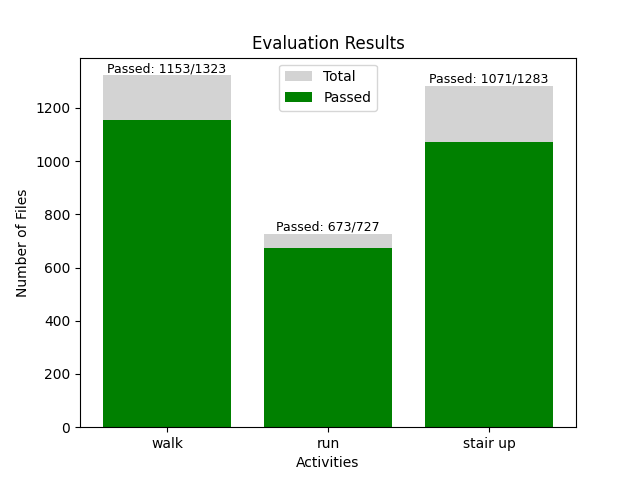 Evaluation Results
Passed: 1153/1323
Passed: 673/727
Passed: 1071/1283
Total
Passed
Number of Files
1200
1000
800
600
400
200
0
walk
run
stair up
Activities